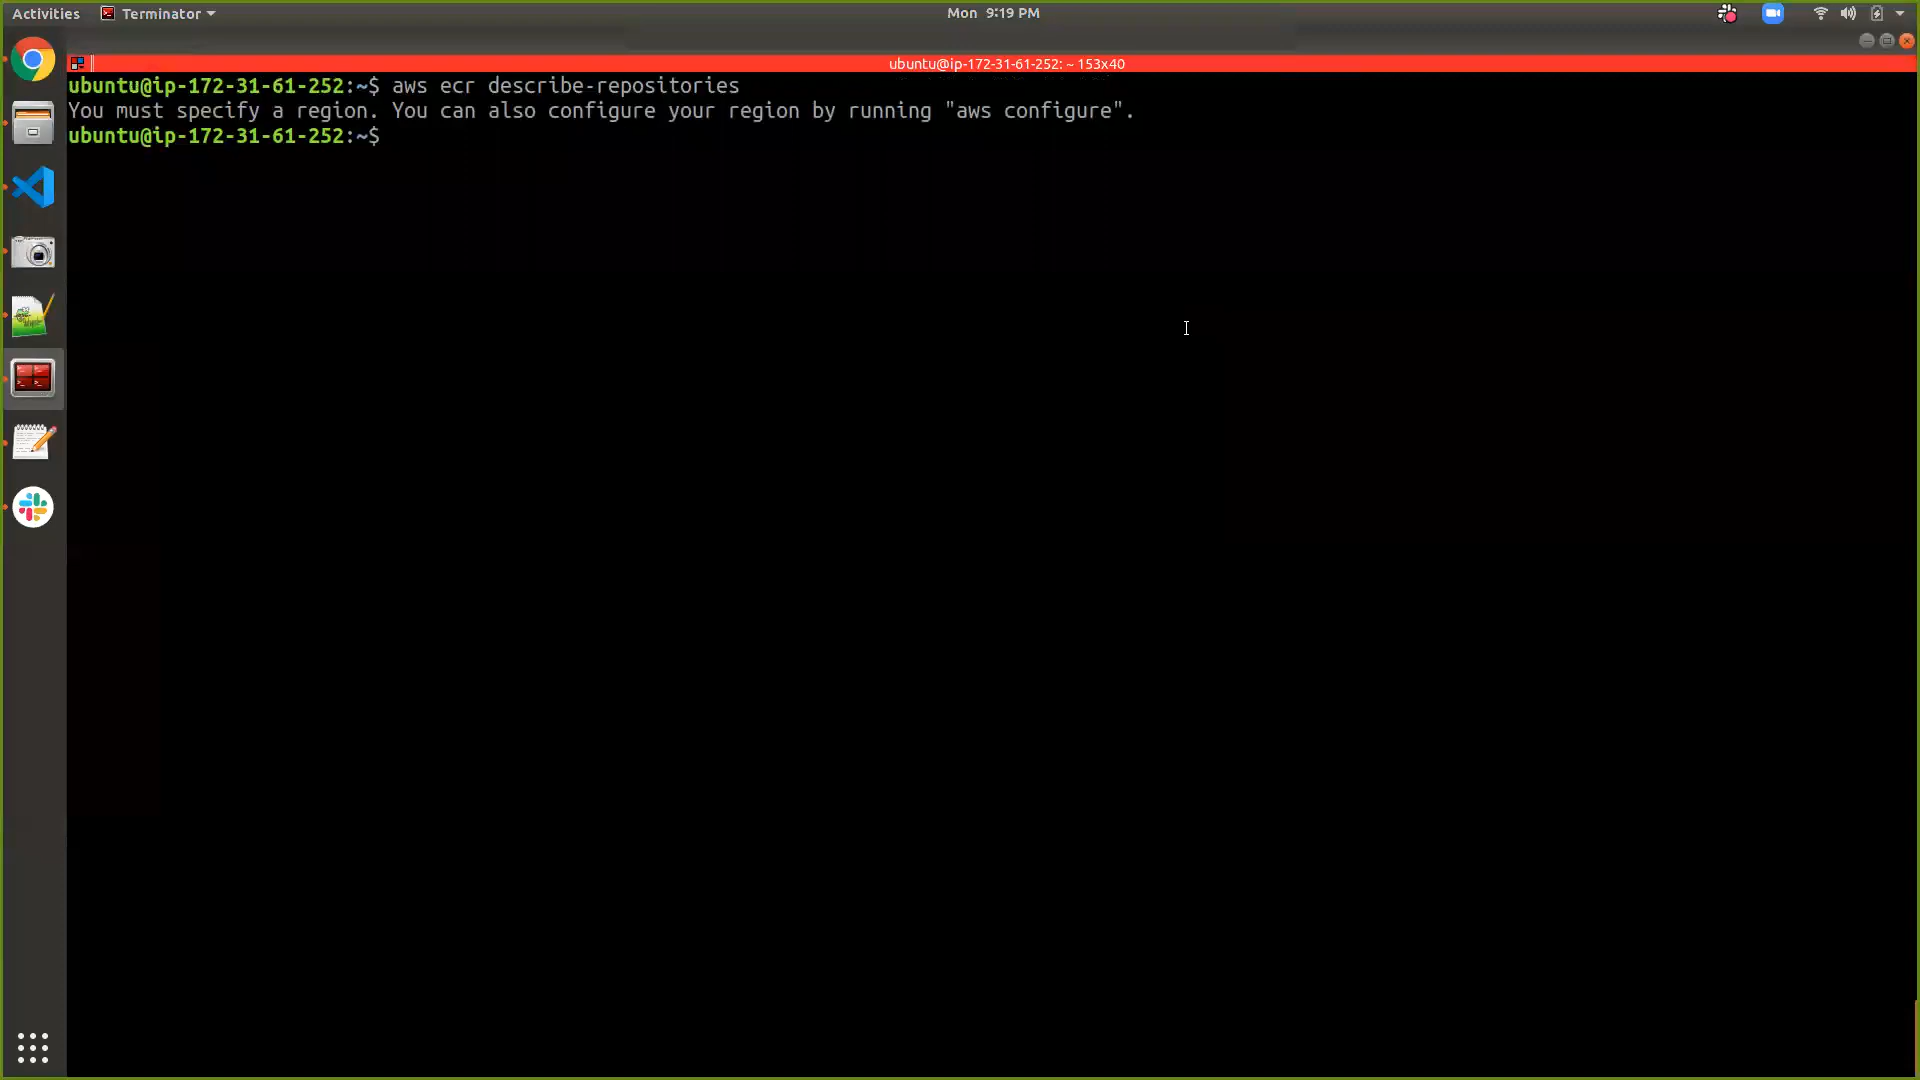 Activities Terminator Mon 9:19 PM
ubuntu@ip-172-31-61-252: ~ 153x40
ubuntu@ip-172-31-61-252:~$ aws ecr describe-repositories
You must specify a region. You can also configure your region by running "aws configure".
ubuntu@ip-172-31-61-252:~$